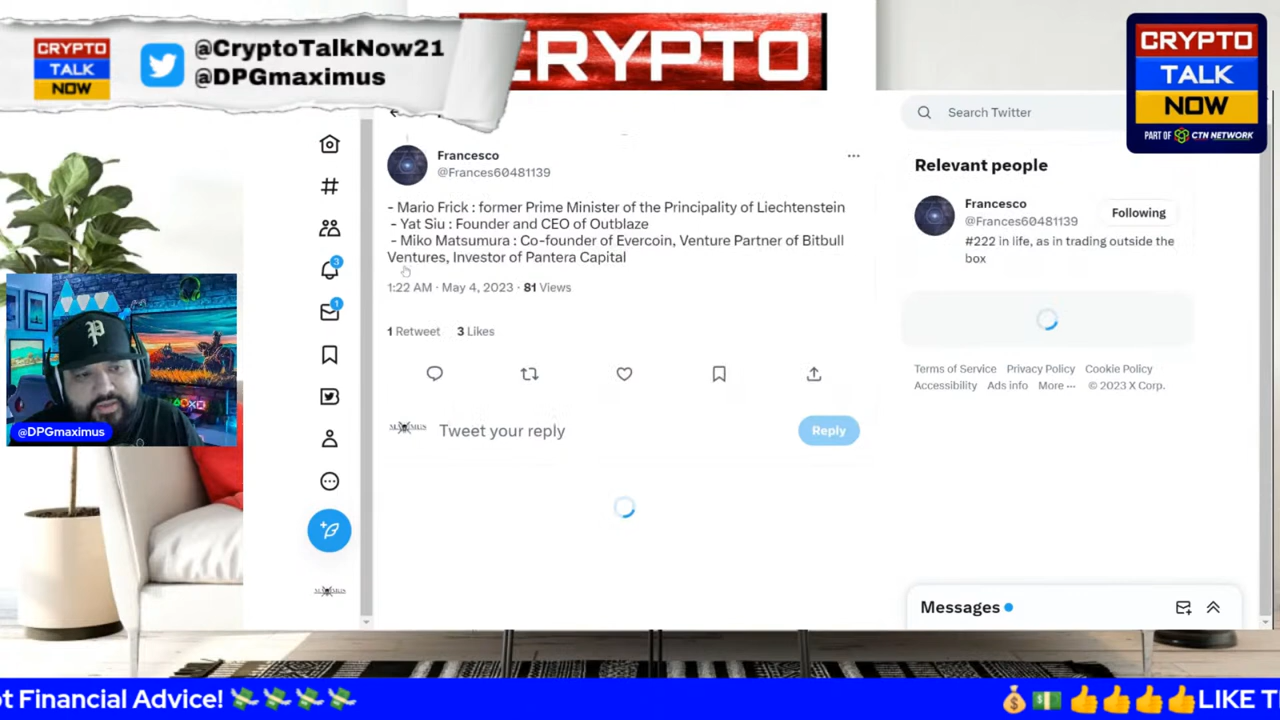 CRYPTO
TALK
NOW
@CryptoTalkNow21
@DPGmaximus
CRYPTO
CRYPTO
TALK
NOW
PART OF CTN NETWORK
Search Twitter
Francesco
@Frances60481139
- Mario Frick : former Prime Minister of the Principality of Liechtenstein
- Yat Siu : Founder and CEO of Outblaze
- Miko Matsumura : Co-founder of Evercoin, Venture Partner of Bitbull
Ventures, Investor of Pantera Capital
1:22 AM · May 4, 2023 · 81 Views
1 Retweet 3 Likes
Tweet your reply
Reply
Relevant people
Francesco
@Frances60481139
Following
#222 in life, as in trading outside the
box
Terms of Service Privacy Policy Cookie Policy
Accessibility Ads info More ··· © 2023 X Corp.
3
1
P
@DPGmaximus
Messages
ot Financial Advice! 💸💸💸💸 💰💵👍👍👍👍LIKE T